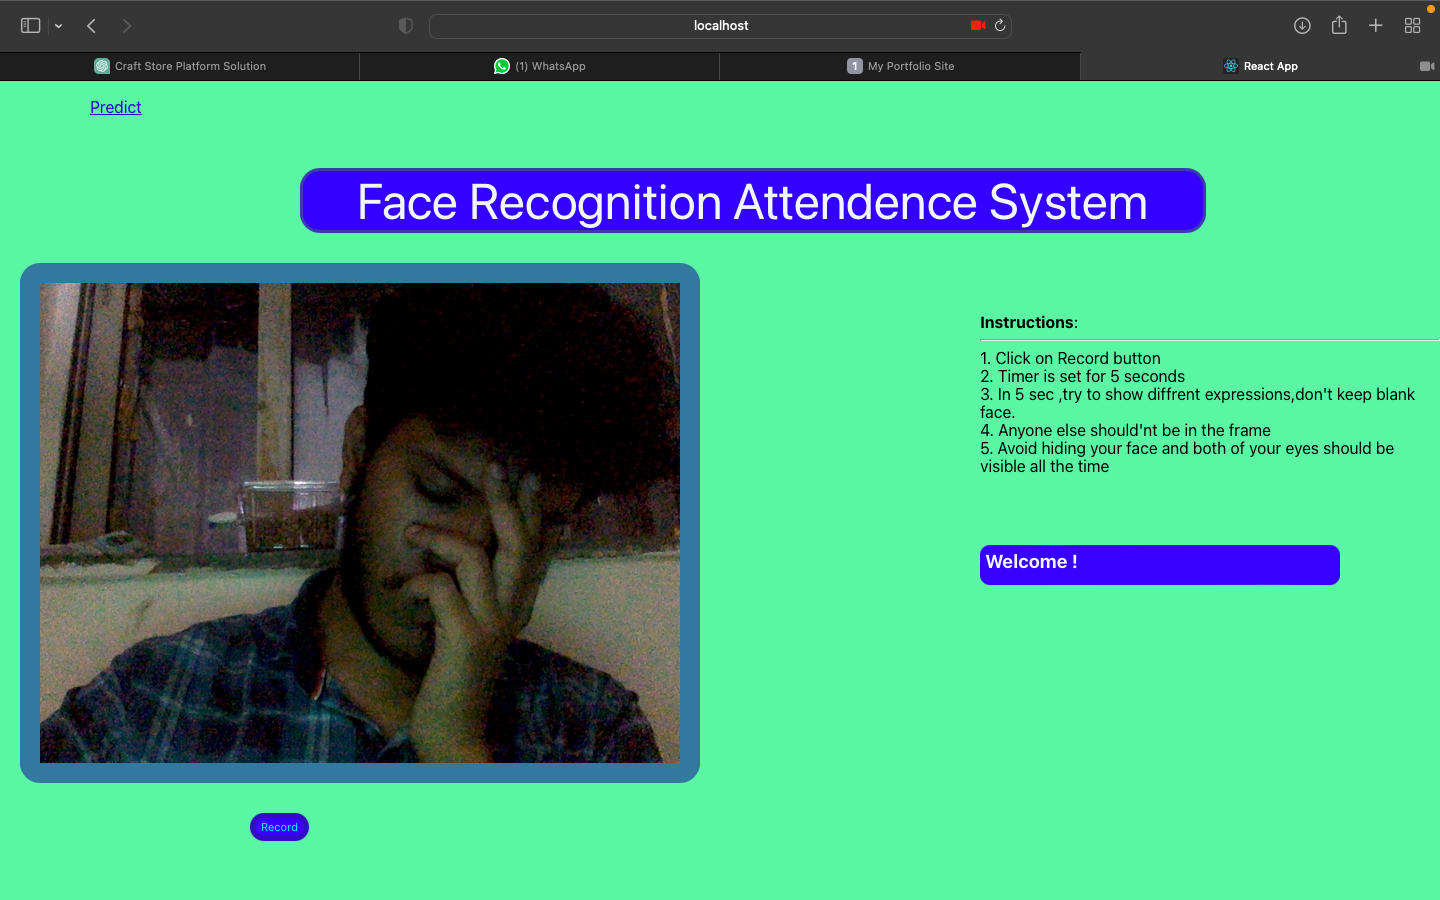 localhost
Craft Store Platform Solution
(1) WhatsApp
1 My Portfolio Site
React App
Predict
Face Recognition Attendence System
Instructions:
1. Click on Record button
2. Timer is set for 5 seconds
3. In 5 sec ,try to show diffrent expressions,don't keep blank
face.
4. Anyone else should'nt be in the frame
5. Avoid hiding your face and both of your eyes should be
visible all the time
Welcome !
Record